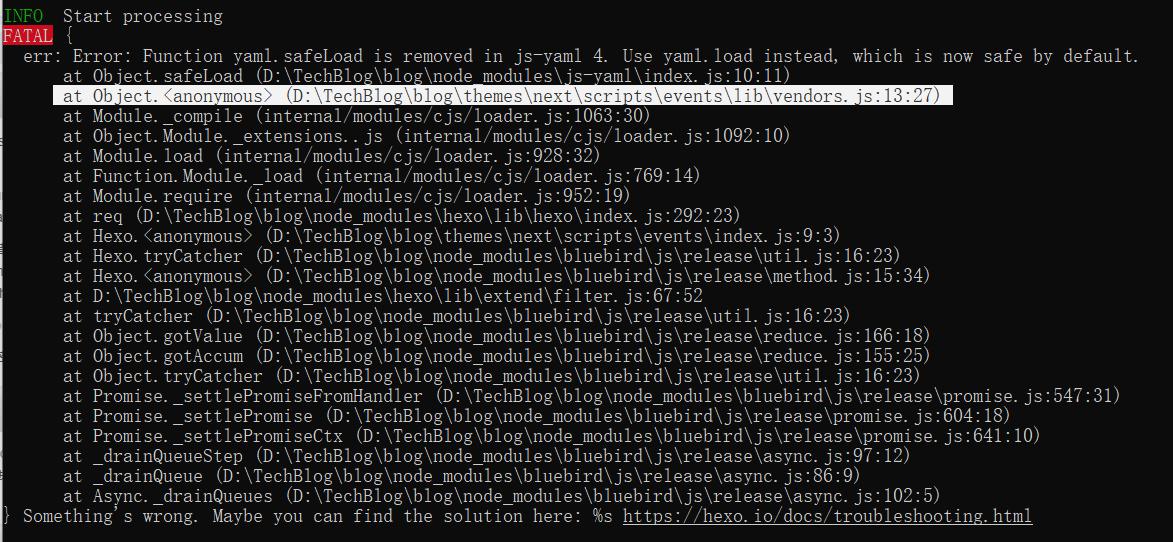 INFO  Start processing
FATAL {
err: Error: Function yaml.safeLoad is removed in js-yaml 4. Use yaml.load instead, which is now safe by default.
at Object.safeLoad (D:\TechBlog\blog\node_modules\js-yaml\index.js:10:11)
at Object.<anonymous> (D:\TechBlog\blog\themes\next\scripts\events\lib\vendors.js:13:27)
at Module._compile (internal/modules/cjs/loader.js:1063:30)
at Object.Module._extensions..js (internal/modules/cjs/loader.js:1092:10)
at Module.load (internal/modules/cjs/loader.js:928:32)
at Function.Module._load (internal/modules/cjs/loader.js:769:14)
at Module.require (internal/modules/cjs/loader.js:952:19)
at req (D:\TechBlog\blog\node_modules\hexo\lib\hexo\index.js:292:23)
at Hexo.<anonymous> (D:\TechBlog\blog\themes\next\scripts\events\index.js:9:3)
at Hexo.tryCatcher (D:\TechBlog\blog\node_modules\bluebird\js\release\util.js:16:23)
at Hexo.<anonymous> (D:\TechBlog\blog\node_modules\bluebird\js\release\method.js:15:34)
at D:\TechBlog\blog\node_modules\hexo\lib\extend\filter.js:67:52
at tryCatcher (D:\TechBlog\blog\node_modules\bluebird\js\release\util.js:16:23)
at Object.gotValue (D:\TechBlog\blog\node_modules\bluebird\js\release\reduce.js:166:18)
at Object.gotAccum (D:\TechBlog\blog\node_modules\bluebird\js\release\reduce.js:155:25)
at Object.tryCatcher (D:\TechBlog\blog\node_modules\bluebird\js\release\util.js:16:23)
at Promise._settlePromiseFromHandler (D:\TechBlog\blog\node_modules\bluebird\js\release\promise.js:547:31)
at Promise._settlePromise (D:\TechBlog\blog\node_modules\bluebird\js\release\promise.js:604:18)
at Promise._settlePromiseCtx (D:\TechBlog\blog\node_modules\bluebird\js\release\promise.js:641:10)
at _drainQueueStep (D:\TechBlog\blog\node_modules\bluebird\js\release\async.js:97:12)
at _drainQueue (D:\TechBlog\blog\node_modules\bluebird\js\release\async.js:86:9)
at Async._drainQueues (D:\TechBlog\blog\node_modules\bluebird\js\release\async.js:102:5)
} Something's wrong. Maybe you can find the solution here: %s https://hexo.io/docs/troubleshooting.html